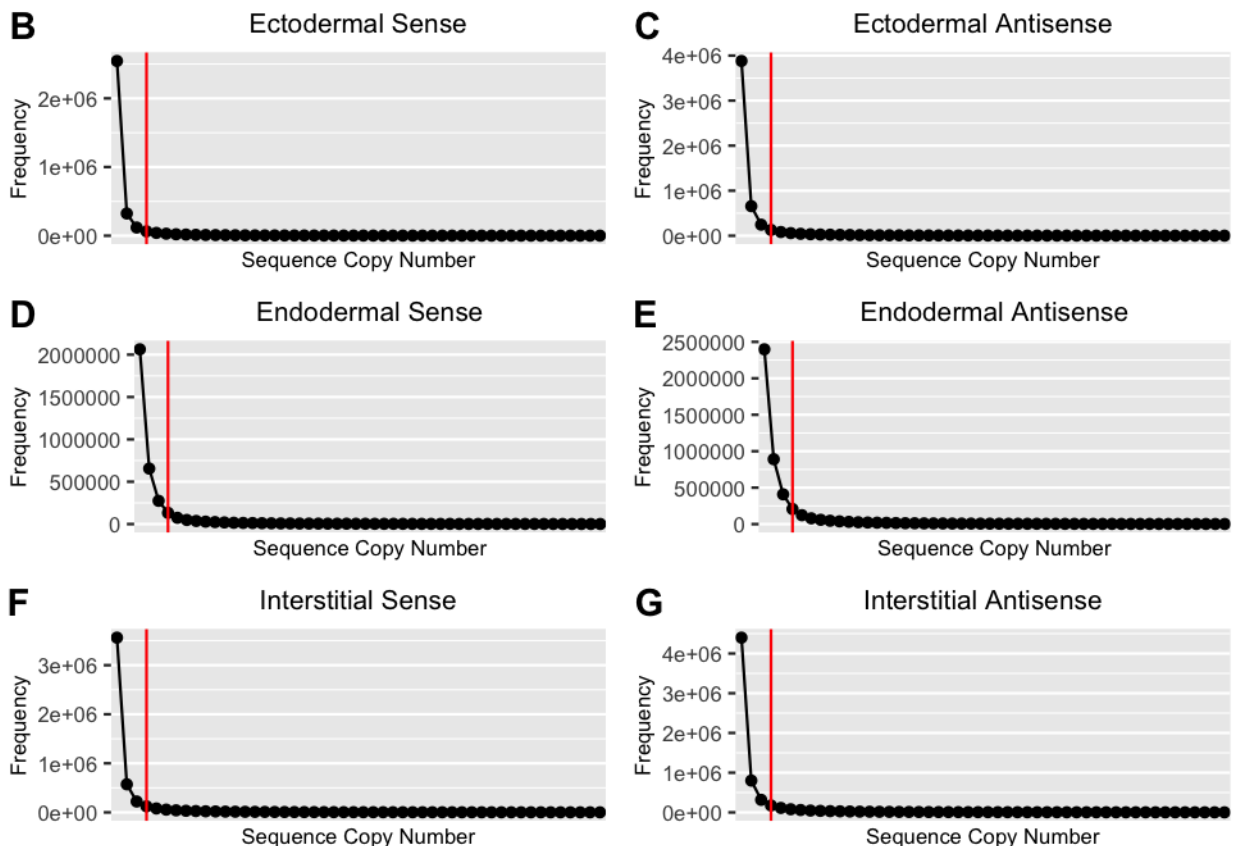 B Ectodermal Sense
Frequency
2e+06
1e+06
0e+00
Sequence Copy Number
C Ectodermal Antisense
Frequency
4e+06
3e+06
2e+06
1e+06
0e+00
Sequence Copy Number
D Endodermal Sense
Frequency
2000000
1500000
1000000
500000
0
Sequence Copy Number
E Endodermal Antisense
Frequency
2500000
2000000
1500000
1000000
500000
0
Sequence Copy Number
F Interstitial Sense
Frequency
3e+06
2e+06
1e+06
0e+00
Sequence Copy Number
G Interstitial Antisense
Frequency
4e+06
3e+06
2e+06
1e+06
0e+00
Sequence Copy Number